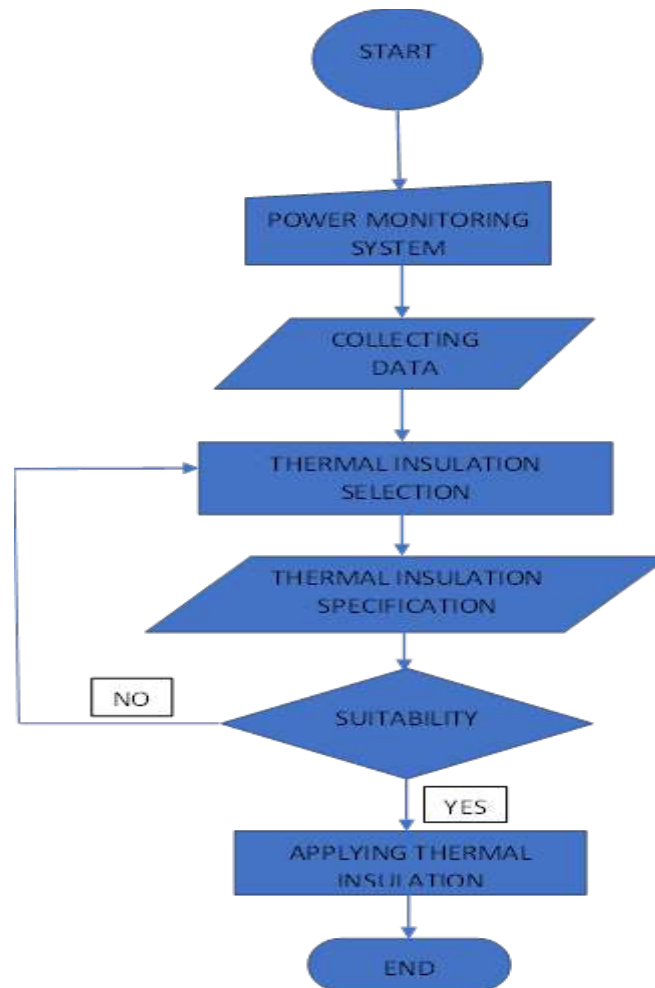 START
POWER MONITORING
SYSTEM
COLLECTING
DATA
THERMAL INSULATION
SELECTION
THERMAL INSULATION
SPECIFICATION
NO
SUITABILITY
YES
APPLYING THERMAL
INSULATION
END